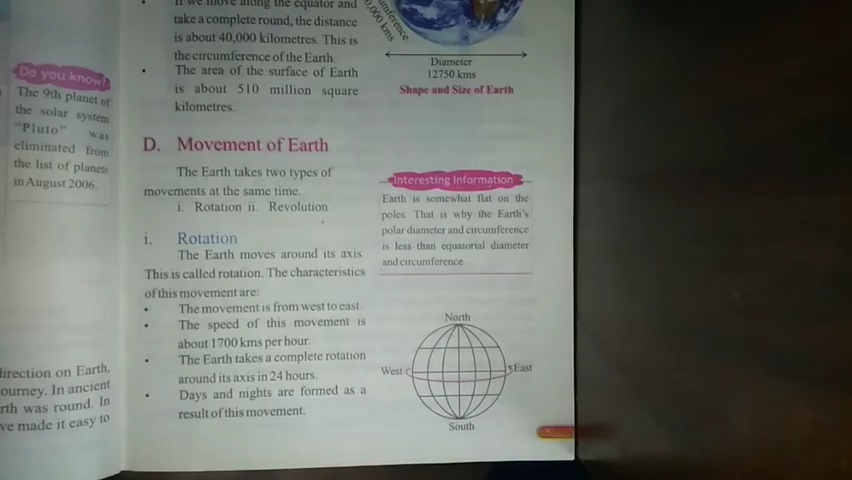 Do you know?
The 9th planet of
the solar system
"Pluto" was
eliminated from
the list of planets
in August 2006.
direction on Earth,
ourney. In ancient
rth was round. In
ve made it easy to
If we move along the equator and
take a complete round, the distance
is about 40,000 kilometres. This is
the circumference of the Earth.
• The area of the surface of Earth
is about 510 million square
kilometres.
Diameter
12750 kms
Shape and Size of Earth
D. Movement of Earth
The Earth takes two types of
movements at the same time.
i. Rotation ii. Revolution
i. Rotation
The Earth moves around its axis.
This is called rotation. The characteristics
of this movement are:
• The movement is from west to east.
• The speed of this movement is
about 1700 kms per hour.
• The Earth takes a complete rotation
around its axis in 24 hours.
• Days and nights are formed as a
result of this movement.
Interesting Information
Earth is somewhat flat on the
poles. That is why the Earth's
polar diameter and circumference
is less than equatorial diameter
and circumference.
North
West
East
South